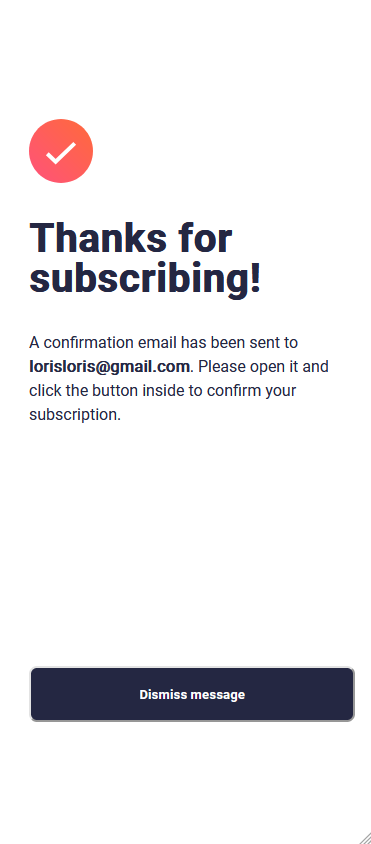 Thanks for
subscribing!
A confirmation email has been sent to
lorisloris@gmail.com. Please open it and
click the button inside to confirm your
subscription.
Dismiss message